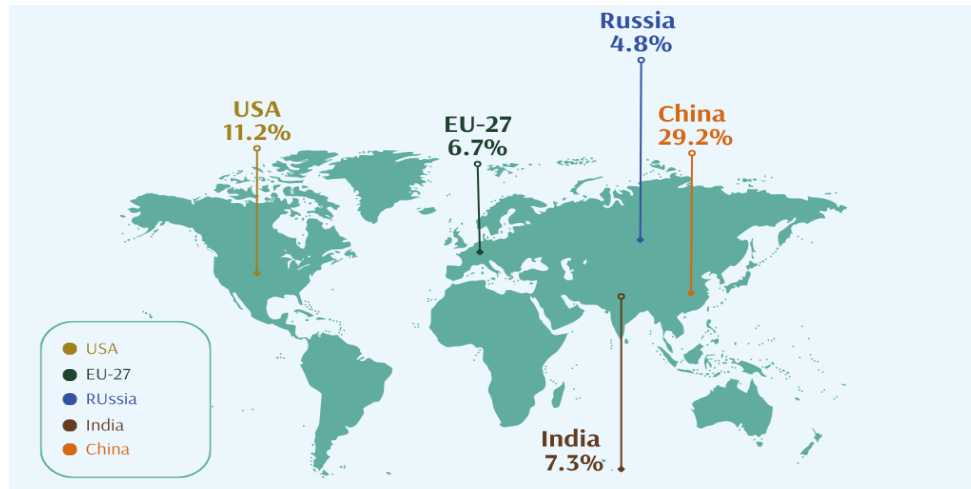 Russia
4.8%
USA
11.2%
EU-27
6.7%
China
29.2%
India
7.3%
USA
EU-27
RUssia
India
China